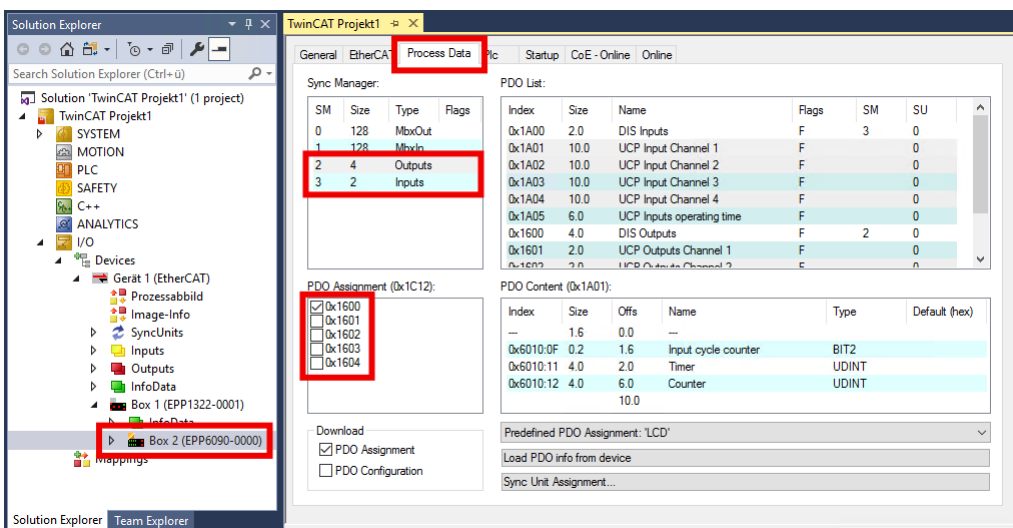 Solution Explorer
Search Solution Explorer (Ctrl+ü)
Solution 'TwinCAT Projekt1' (1 project)
TwinCAT Projekt1
SYSTEM
MOTION
PLC
SAFETY
C++
ANALYTICS
I/O
Devices
Gerät 1 (EtherCAT)
Prozessabbild
Image-Info
SyncUnits
Inputs
Outputs
InfoData
Box 1 (EPP1322-0001)
InfoData
Box 2 (EPP6090-0000)
Mappings
Solution Explorer Team Explorer
TwinCAT Projekt1
General EtherCAT Process Data Plc Startup CoE - Online Online
Sync Manager:
SM Size Type Flags
0 128 MbxOut
1 128 MbxIn
2 4 Outputs
3 2 Inputs
PDO List:
Index Size Name Flags SM SU
0x1A00 2.0 DIS Inputs F 3 0
0x1A01 10.0 UCP Input Channel 1 F 0
0x1A02 10.0 UCP Input Channel 2 F 0
0x1A03 10.0 UCP Input Channel 3 F 0
0x1A04 10.0 UCP Input Channel 4 F 0
0x1A05 6.0 UCP Inputs operating time F 0
0x1600 4.0 DIS Outputs F 2 0
0x1601 2.0 UCP Outputs Channel 1 F 0
0x1602 2.0 UCP Outputs Channel 2 F 0
PDO Assignment (0x1C12):
0x1600
0x1601
0x1602
0x1603
0x1604
PDO Content (0x1A01):
Index Size Offs Name Type Default (hex)
--- 1.6 0.0 ---
0x6010:0F 0.2 1.6 Input cycle counter BIT2
0x6010:11 4.0 2.0 Timer UDINT
0x6010:12 4.0 6.0 Counter UDINT
10.0
Download
PDO Assignment
PDO Configuration
Predefined PDO Assignment: 'LCD'
Load PDO info from device
Sync Unit Assignment...